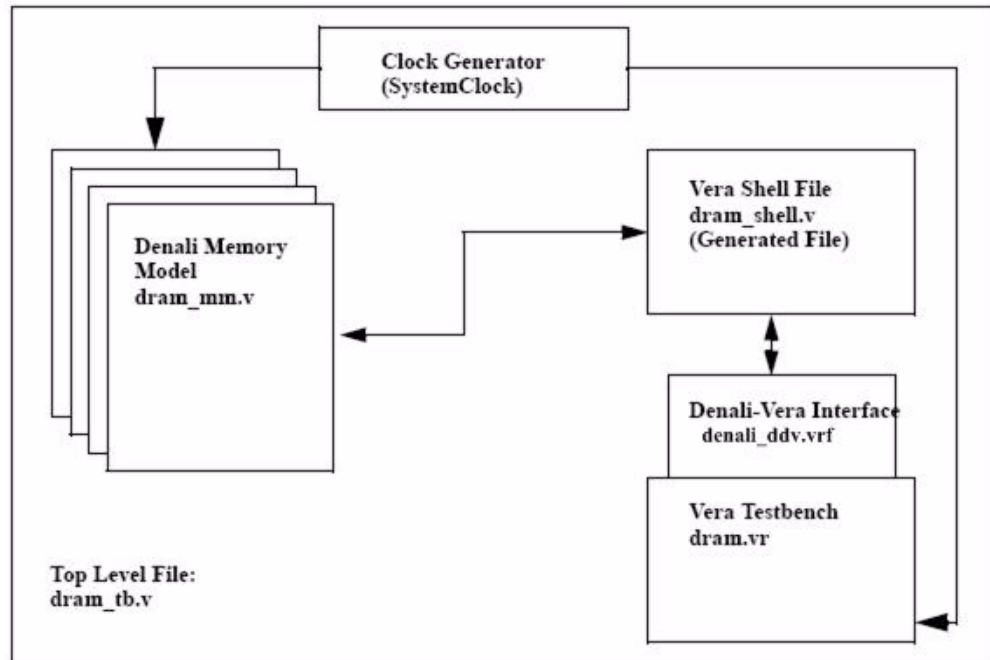 Clock Generator
(SystemClock)
Denali Memory
Model
dram_mm.v
Vera Shell File
dram_shell.v
(Generated File)
Denali-Vera Interface
denali_ddv.vrf
Vera Testbench
dram.vr
Top Level File:
dram_tb.v